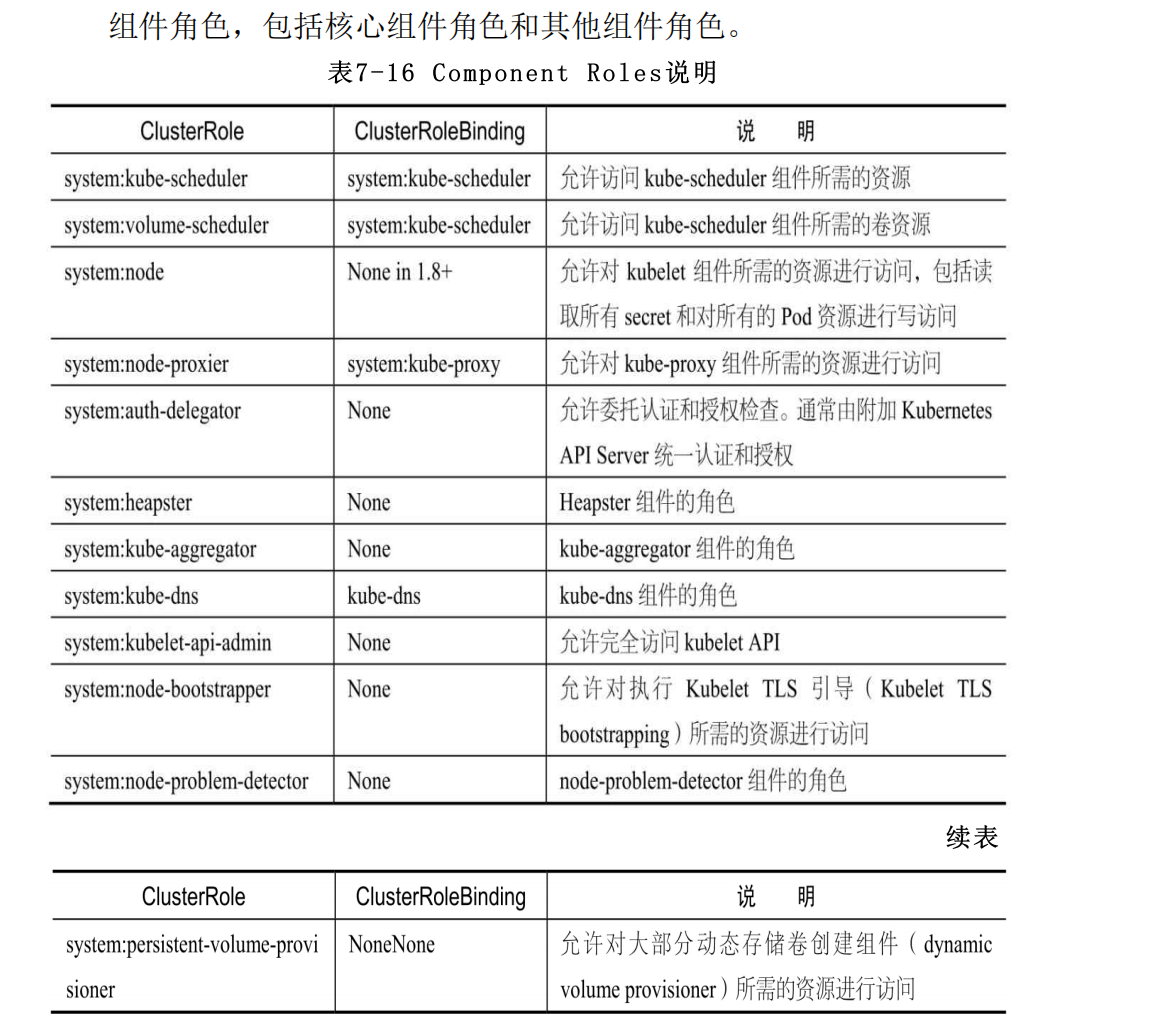 组件角色，包括核心组件角色和其他组件角色。
表7-16 Component Roles说明
ClusterRole ClusterRoleBinding 说 明
system:kube-scheduler system:kube-scheduler 允许访问 kube-scheduler 组件所需的资源
system:volume-scheduler system:kube-scheduler 允许访问 kube-scheduler 组件所需的卷资源
system:node None in 1.8+ 允许对 kubelet 组件所需的资源进行访问，包括读
取所有 secret 和对所有的 Pod 资源进行写访问
system:node-proxier system:kube-proxy 允许对 kube-proxy 组件所需的资源进行访问
system:auth-delegator None 允许委托认证和授权检查。通常由附加 Kubernetes
API Server 统一认证和授权
system:heapster None Heapster 组件的角色
system:kube-aggregator None kube-aggregator 组件的角色
system:kube-dns kube-dns kube-dns 组件的角色
system:kubelet-api-admin None 允许完全访问 kubelet API
system:node-bootstrapper None 允许对执行 Kubelet TLS 引导（Kubelet TLS
bootstrapping）所需的资源进行访问
system:node-problem-detector None node-problem-detector 组件的角色
续表
ClusterRole ClusterRoleBinding 说 明
system:persistent-volume-provi NoneNone 允许对大部分动态存储卷创建组件（dynamic
sioner volume provisioner）所需的资源进行访问